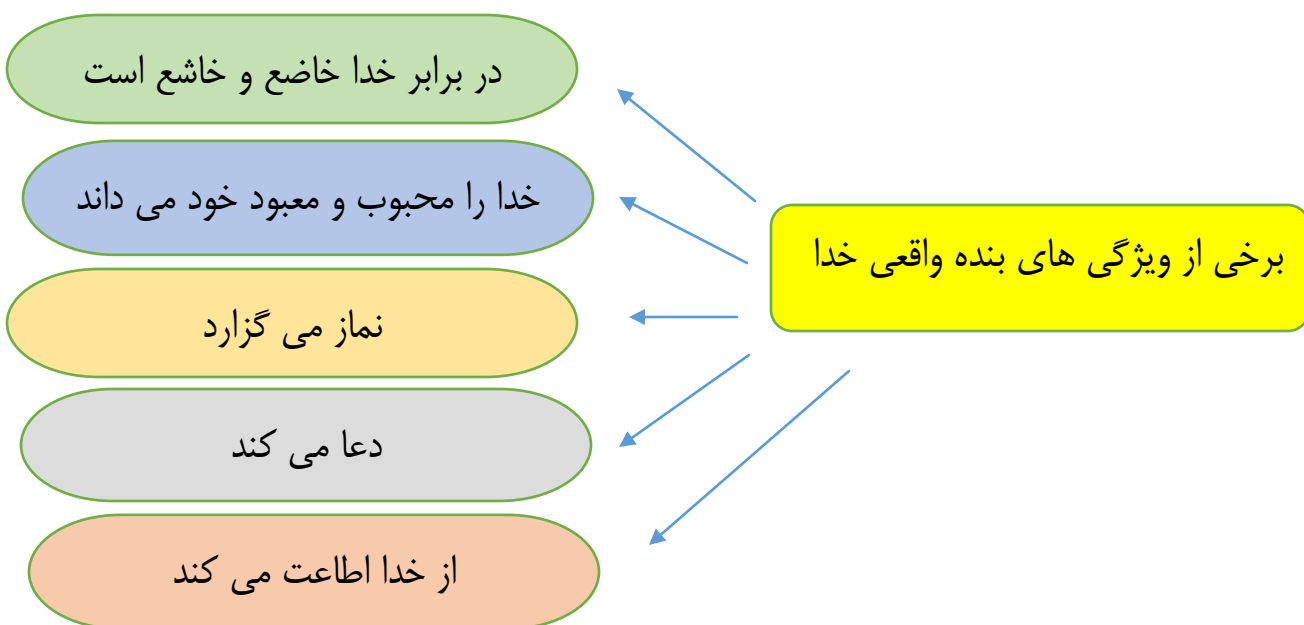 برخی از ویژگی های بنده واقعی خدا
در برابر خدا خاضع و خاشع است
خدا را محبوب و معبود خود می داند
نماز می گزارد
دعا می کند
از خدا اطاعت می کند